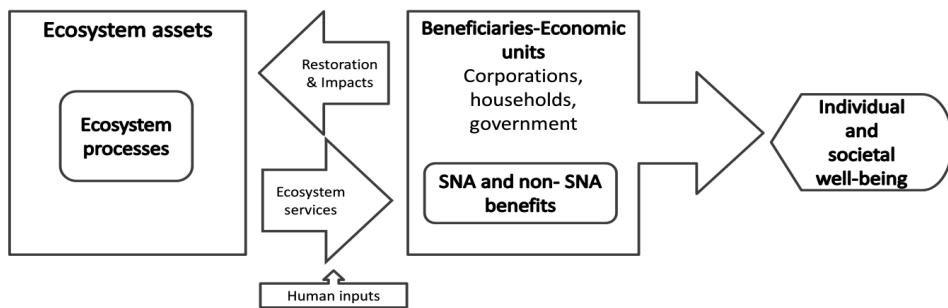 Ecosystem assets
Ecosystem
processes
Restoration
& Impacts
Ecosystem
services
Human inputs
Beneficiaries-Economic
units
Corporations,
households,
government
SNA and non- SNA
benefits
Individual
and
societal
well-being